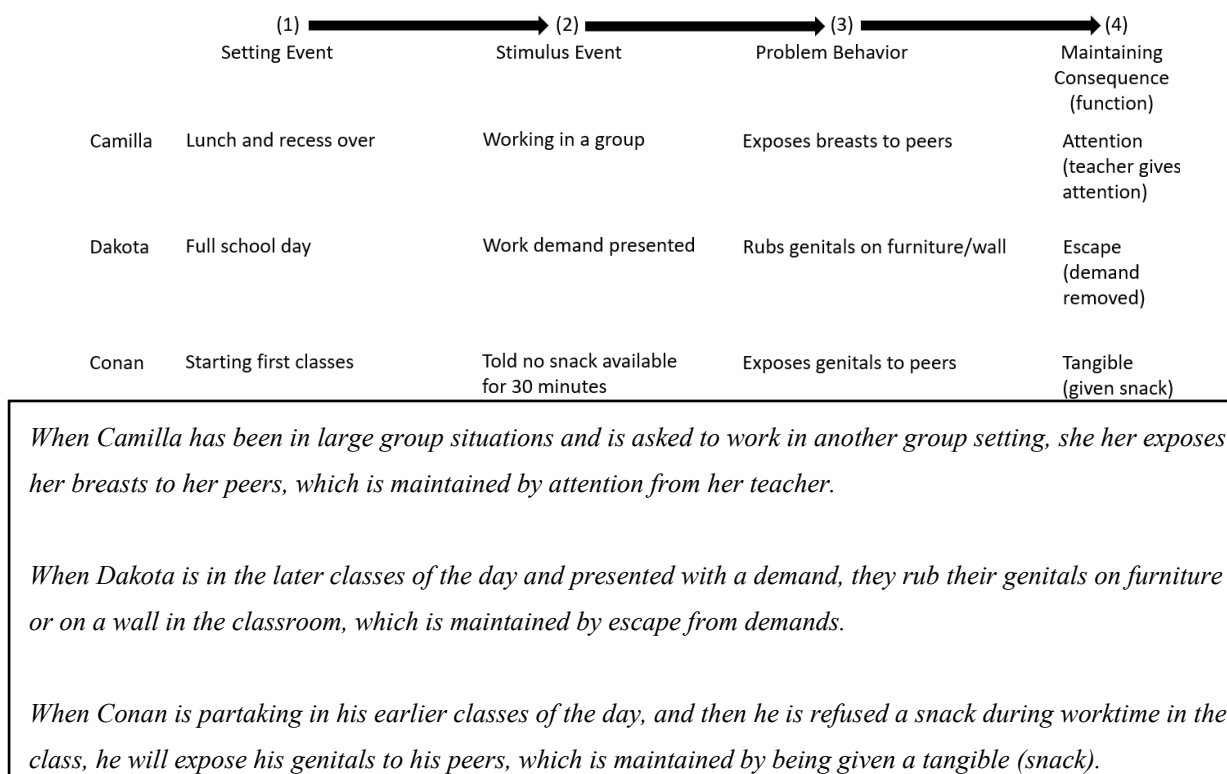 (1) (2) (3) (4)
Setting Event Stimulus Event Problem Behavior Maintaining
Consequence
(function)
Camilla Lunch and recess over Working in a group Exposes breasts to peers Attention
(teacher gives
attention)
Dakota Full school day Work demand presented Rubs genitals on furniture/wall Escape
(demand
removed)
Conan Starting first classes Told no snack available Exposes genitals to peers Tangible
for 30 minutes (given snack)
When Camilla has been in large group situations and is asked to work in another group setting, she her exposes
her breasts to her peers, which is maintained by attention from her teacher.
When Dakota is in the later classes of the day and presented with a demand, they rub their genitals on furniture
or on a wall in the classroom, which is maintained by escape from demands.
When Conan is partaking in his earlier classes of the day, and then he is refused a snack during worktime in the
class, he will expose his genitals to his peers, which is maintained by being given a tangible (snack).